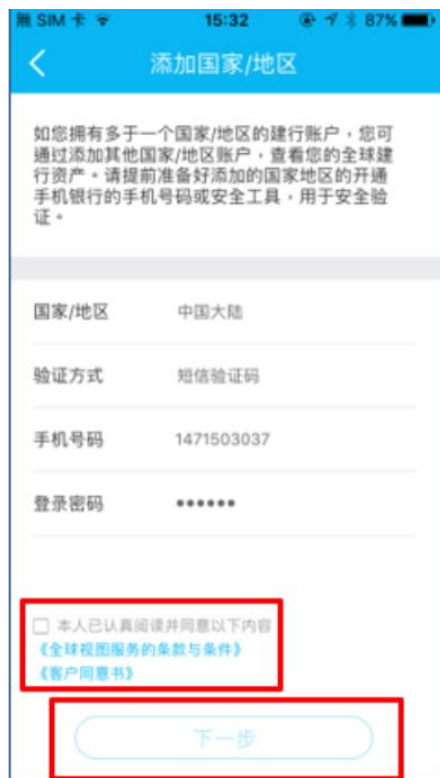 無 SIM 卡 15:32 87%
添加国家/地区
如您拥有多于一个国家/地区的建行账户，您可
通过添加其他国家/地区账户，查看您的全球建
行资产。请提前准备好添加的国家地区的开通
手机银行的手机号码或安全工具，用于安全验
证。
国家/地区 中国大陆
验证方式 短信验证码
手机号码 1471503037
登录密码 ••••••
本人已认真阅读并同意以下内容
《全球视图服务的条款与条件》
《客户同意书》
下一步